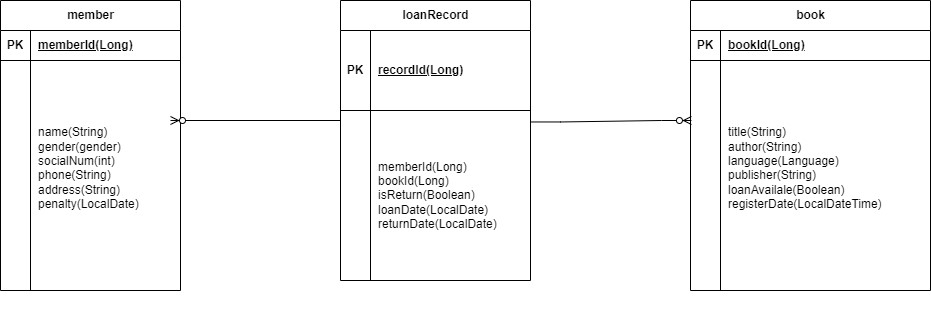 member
PK memberId(Long)
name(String)
gender(gender)
socialNum(int)
phone(String)
address(String)
penalty(LocalDate)
loanRecord
PK recordId(Long)
memberId(Long)
bookId(Long)
isReturn(Boolean)
loanDate(LocalDate)
returnDate(LocalDate)
book
PK bookId(Long)
title(String)
author(String)
language(Language)
publisher(String)
loanAvailale(Boolean)
registerDate(LocalDateTime)